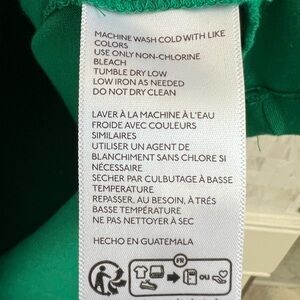 MACHINE WASH COLD WITH LIKE
COLORS
USE ONLY NON-CHLORINE
BLEACH
TUMBLE DRY LOW
LOW IRON AS NEEDED
DO NOT DRY CLEAN
LAVER À LA MACHINE À L'EAU
FROIDE AVEC COULEURS
SIMILAIRES
UTILISER UN AGENT DE
BLANCHIMENT SANS CHLORE SI
NÉCESSAIRE
SECHER PAR CULBUTAGE À BASSE
TEMPERATURE
REPASSER, AU BESOIN, À TRÉS
BASSE TEMPÉRATURE
NE PAS NETTOYER À SEC
HECHO EN GUATEMALA
FR
OU